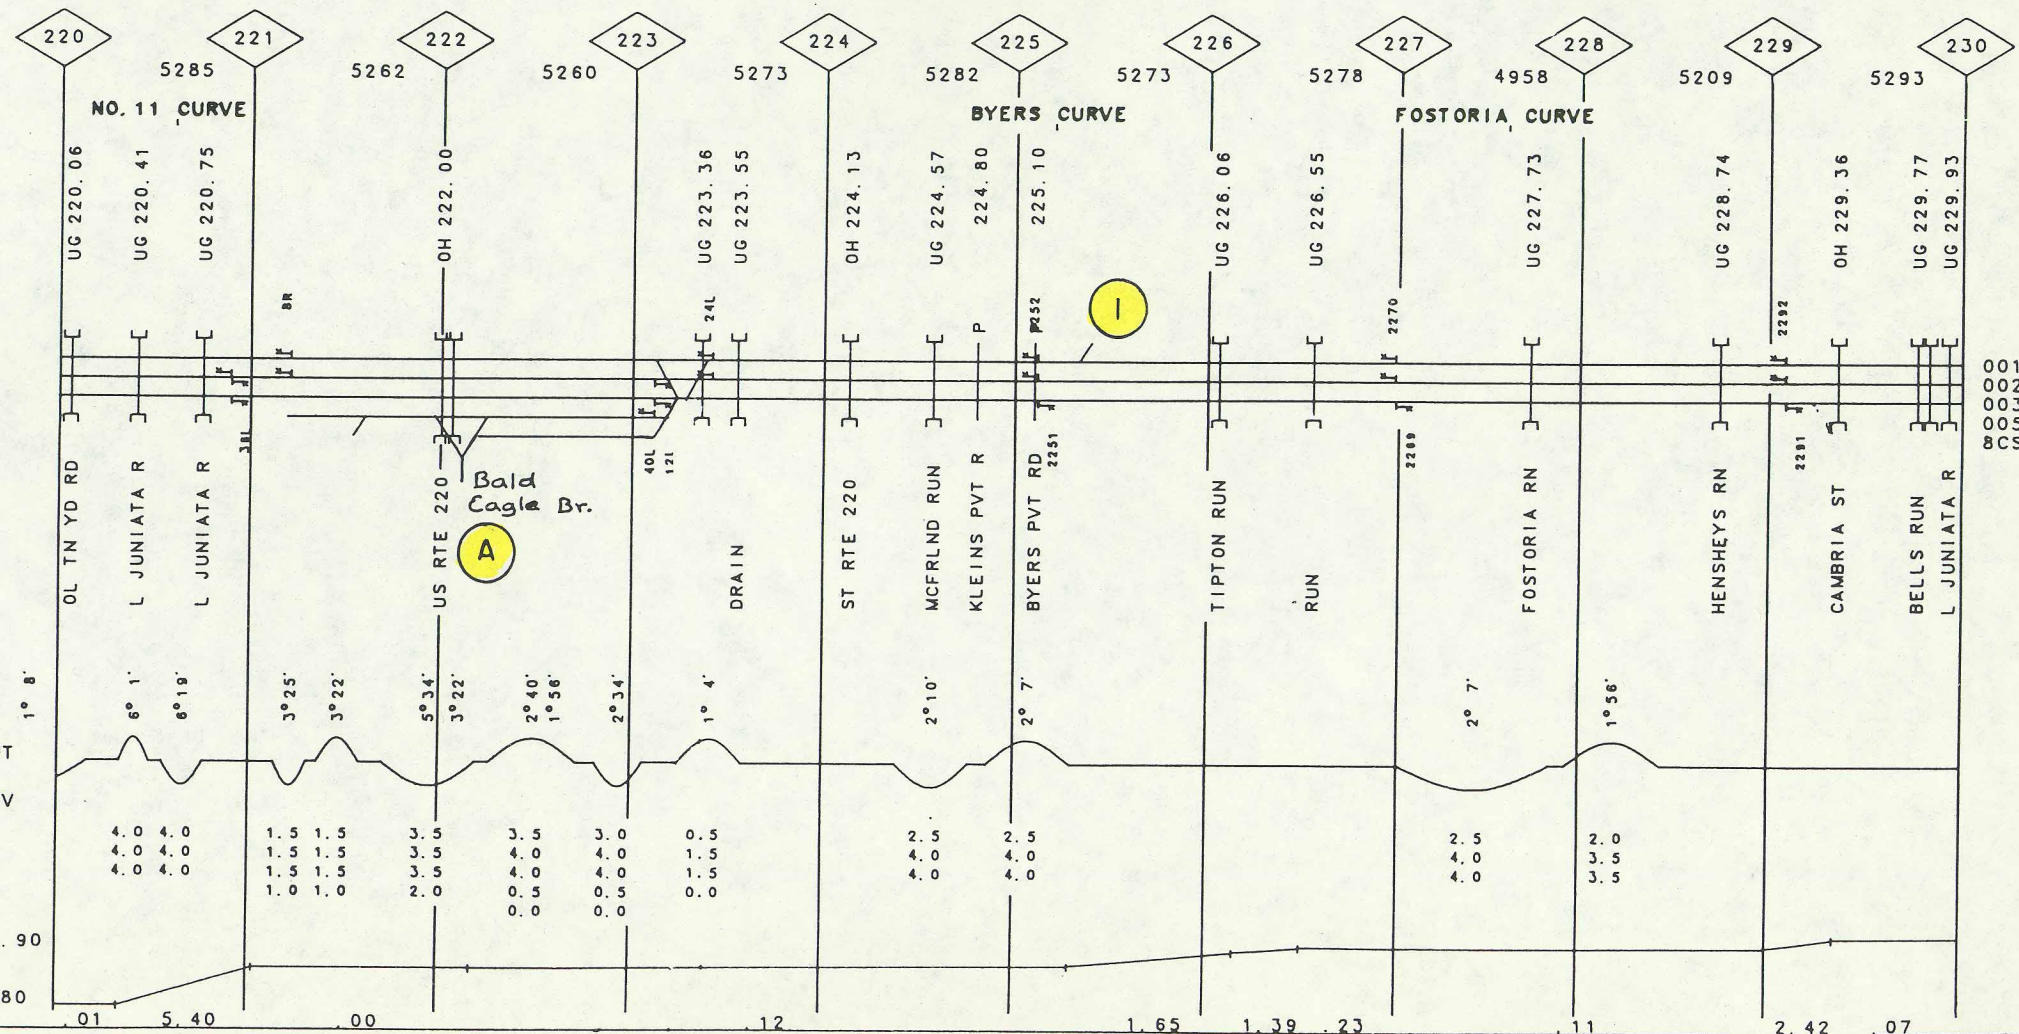 220 221 222 223 224 225 226 227 228 229 230
5285 5262 5260 5273 5282 5273 5278 4958 5209 5293
NO. 11 CURVE BYERS CURVE FOSTORIA CURVE
UG 220.06
UG 220.41
UG 220.75
OH 222.00
UG 223.36
UG 223.55
OH 224.13
UG 224.57
224.80
225.10
UG 226.06
UG 226.55
UG 227.73
UG 228.74
OH 229.36
UG 229.77
UG 229.93
8R
24L
P
2252
I
2270
2292
001
002
003
005
8CS
38L
40L
12L
2251
2269
2291
Bald
Eagle Br.
A
OL TN YD RD
L JUNIATA R
L JUNIATA R
US RTE 220
DRAIN
ST RTE 220
MCFRLND RUN
KLEINS PVT R
BYERS PVT RD
TIPTON RUN
RUN
FOSTORIA RN
HENSHEYS RN
CAMBRIA ST
BELLS RUN
L JUNIATA R
1° 8' 6° 1' 6°19' 3°25' 3°22' 5°34' 3°22' 2°40' 1°56' 2°34' 1° 4' 2°10' 2° 7' 2° 7' 1°56'
T
V
4.0 4.0 1.5 1.5 3.5 3.5 3.0 0.5 2.5 2.5 2.5 2.0
4.0 4.0 1.5 1.5 3.5 4.0 4.0 1.5 4.0 4.0 4.0 3.5
4.0 4.0 1.5 1.5 3.5 4.0 4.0 1.5 4.0 4.0 4.0 3.5
1.0 1.0 2.0 0.5 0.5 0.0
0.0 0.0
.90
80
.01 5.40 .00 .12 1.65 1.39 .23 .11 2.42 .07